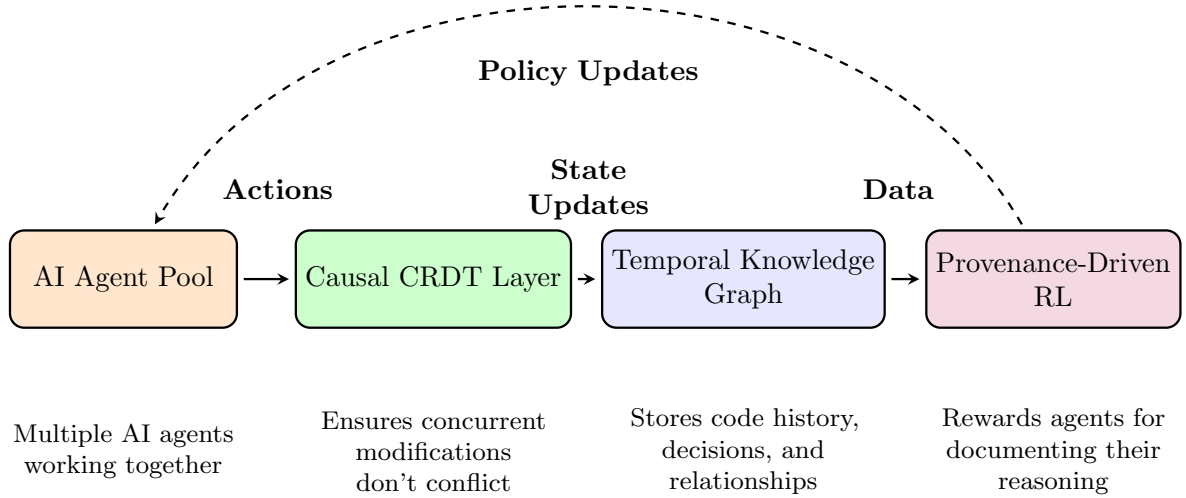 Policy Updates
Actions
State
Updates
Data
AI Agent Pool
Causal CRDT Layer
Temporal Knowledge
Graph
Provenance-Driven
RL
Multiple AI agents
working together
Ensures concurrent
modifications
don't conflict
Stores code history,
decisions, and
relationships
Rewards agents for
documenting their
reasoning